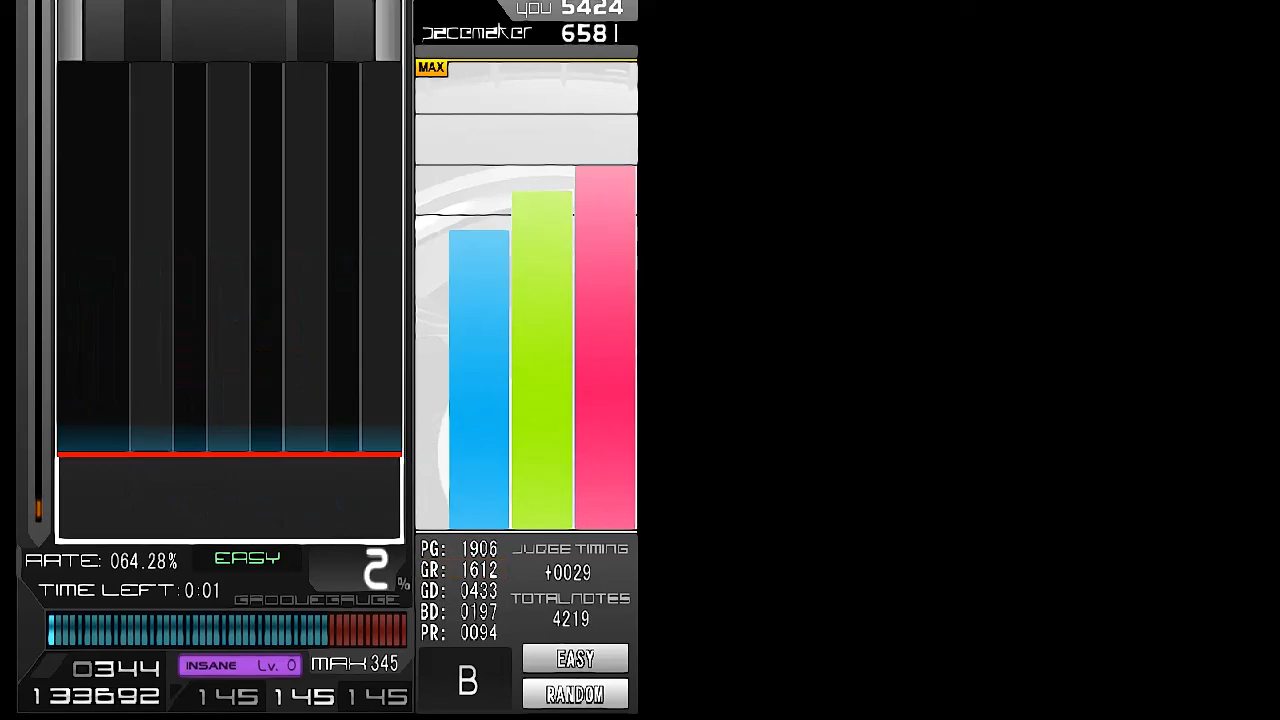 YOU 5424
pacemaker 6581
MAX
RATE: 064.28% EASY 2%
TIME LEFT: 0:01
GROOVEGAUGE
0344 INSANE Lv. 0 MAX 345
133692 145 145 145
PG: 1906 JUDGE TIMING
GR: 1612 +0029
GD: 0433 TOTALNOTES
BD: 0197 4219
PR: 0094
B EASY
RANDOM